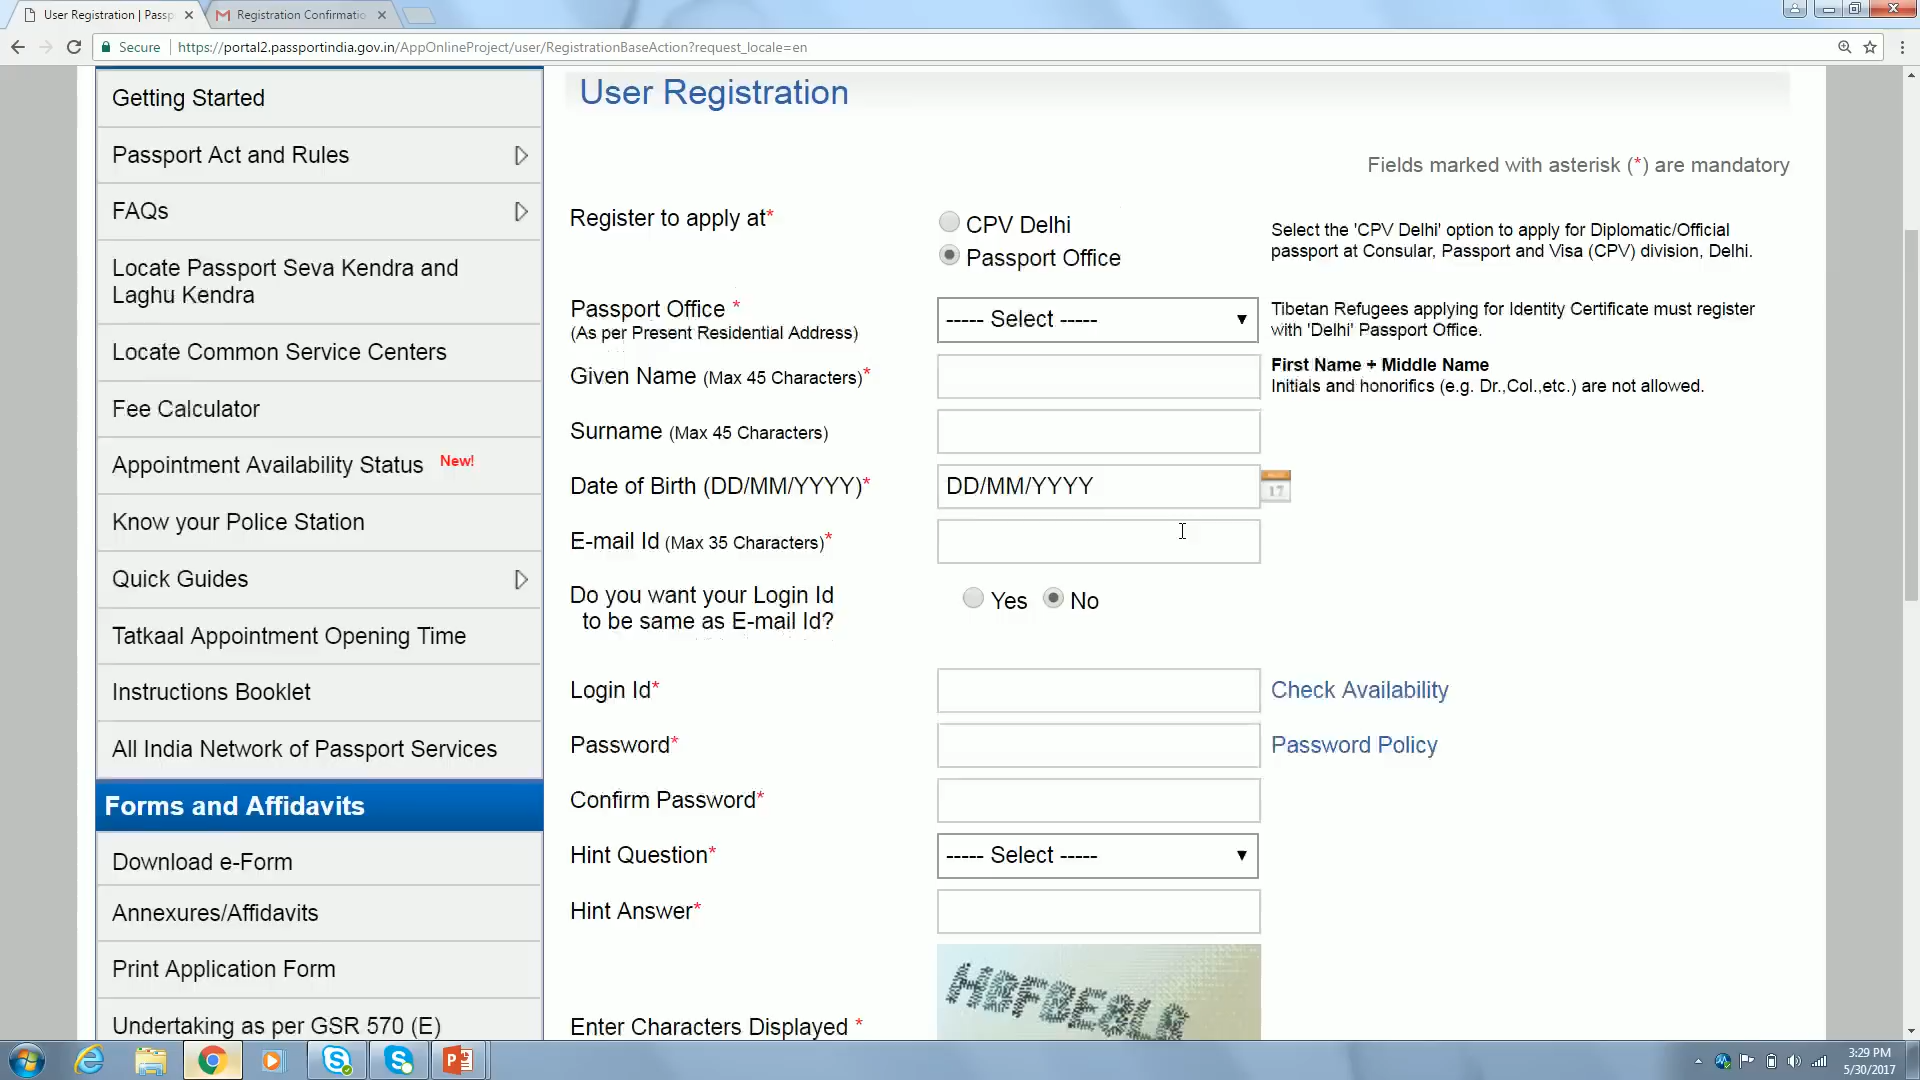 User Registration | Passp
Registration Confirmatio
Secure
https://portal2.passportindia.gov.in/AppOnlineProject/user/RegistrationBaseAction?request_locale=en
Getting Started
Passport Act and Rules
FAQs
Locate Passport Seva Kendra and
Laghu Kendra
Locate Common Service Centers
Fee Calculator
Appointment Availability Status New!
Know your Police Station
Quick Guides
Tatkaal Appointment Opening Time
Instructions Booklet
All India Network of Passport Services
Forms and Affidavits
Download e-Form
Annexures/Affidavits
Print Application Form
Undertaking as per GSR 570 (E)
User Registration
Fields marked with asterisk (*) are mandatory
Register to apply at*
CPV Delhi
Passport Office
Select the 'CPV Delhi' option to apply for Diplomatic/Official
passport at Consular, Passport and Visa (CPV) division, Delhi.
Passport Office *
(As per Present Residential Address)
----- Select -----
Tibetan Refugees applying for Identity Certificate must register
with 'Delhi' Passport Office.
Given Name (Max 45 Characters)*
First Name + Middle Name
Initials and honorifics (e.g. Dr.,Col.,etc.) are not allowed.
Surname (Max 45 Characters)
Date of Birth (DD/MM/YYYY)*
DD/MM/YYYY
17
E-mail Id (Max 35 Characters)*
Do you want your Login Id
to be same as E-mail Id?
Yes No
Login Id*
Check Availability
Password*
Password Policy
Confirm Password*
Hint Question*
----- Select -----
Hint Answer*
Enter Characters Displayed *
3:29 PM
5/30/2017